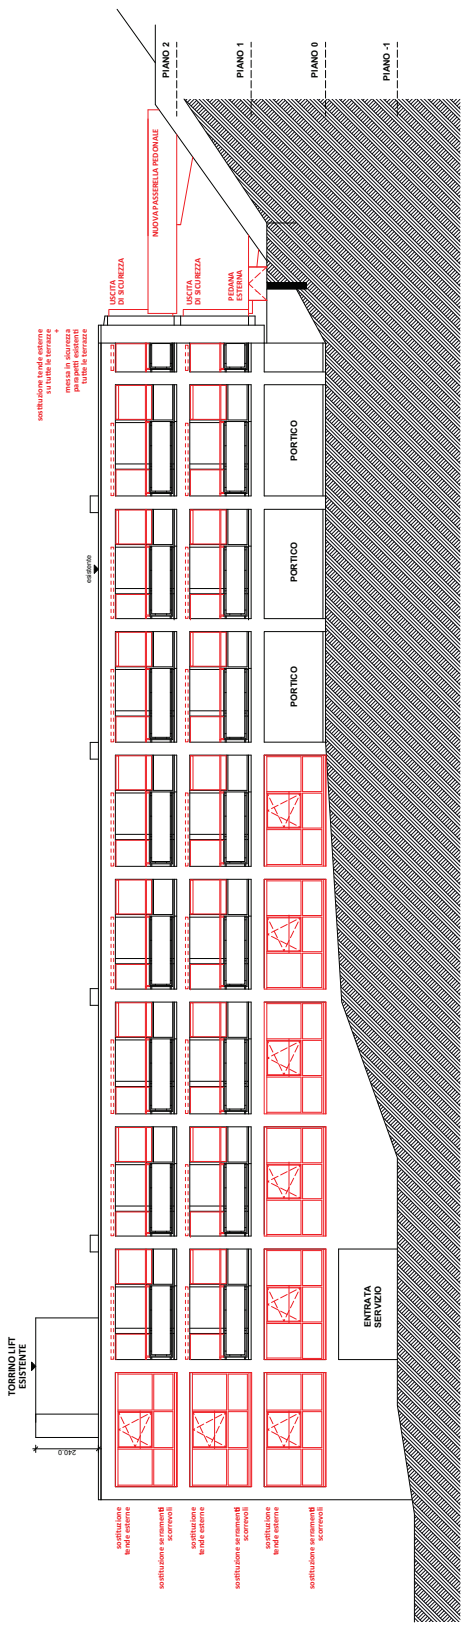 TORRINO LIFT
ESISTENTE
240.0
esistente
sostituzione tende esterne
su tutte le terrazze
+
messa in sicurezza
parapetti esistenti
tutte le terrazze
USCITA
DI SICUREZZA
NUOVA PASSERELLA PEDONALE
USCITA
DI SICUREZZA
PEDANA
ESTERNA
PIANO 2
PIANO 1
PIANO 0
PIANO -1
sostituzione
tende esterne
sostituzione serramenti
scorrevoli
sostituzione
tende esterne
sostituzione serramenti
scorrevoli
sostituzione
tende esterne
sostituzione serramenti
scorrevoli
ENTRATA
SERVIZIO
PORTICO
PORTICO
PORTICO